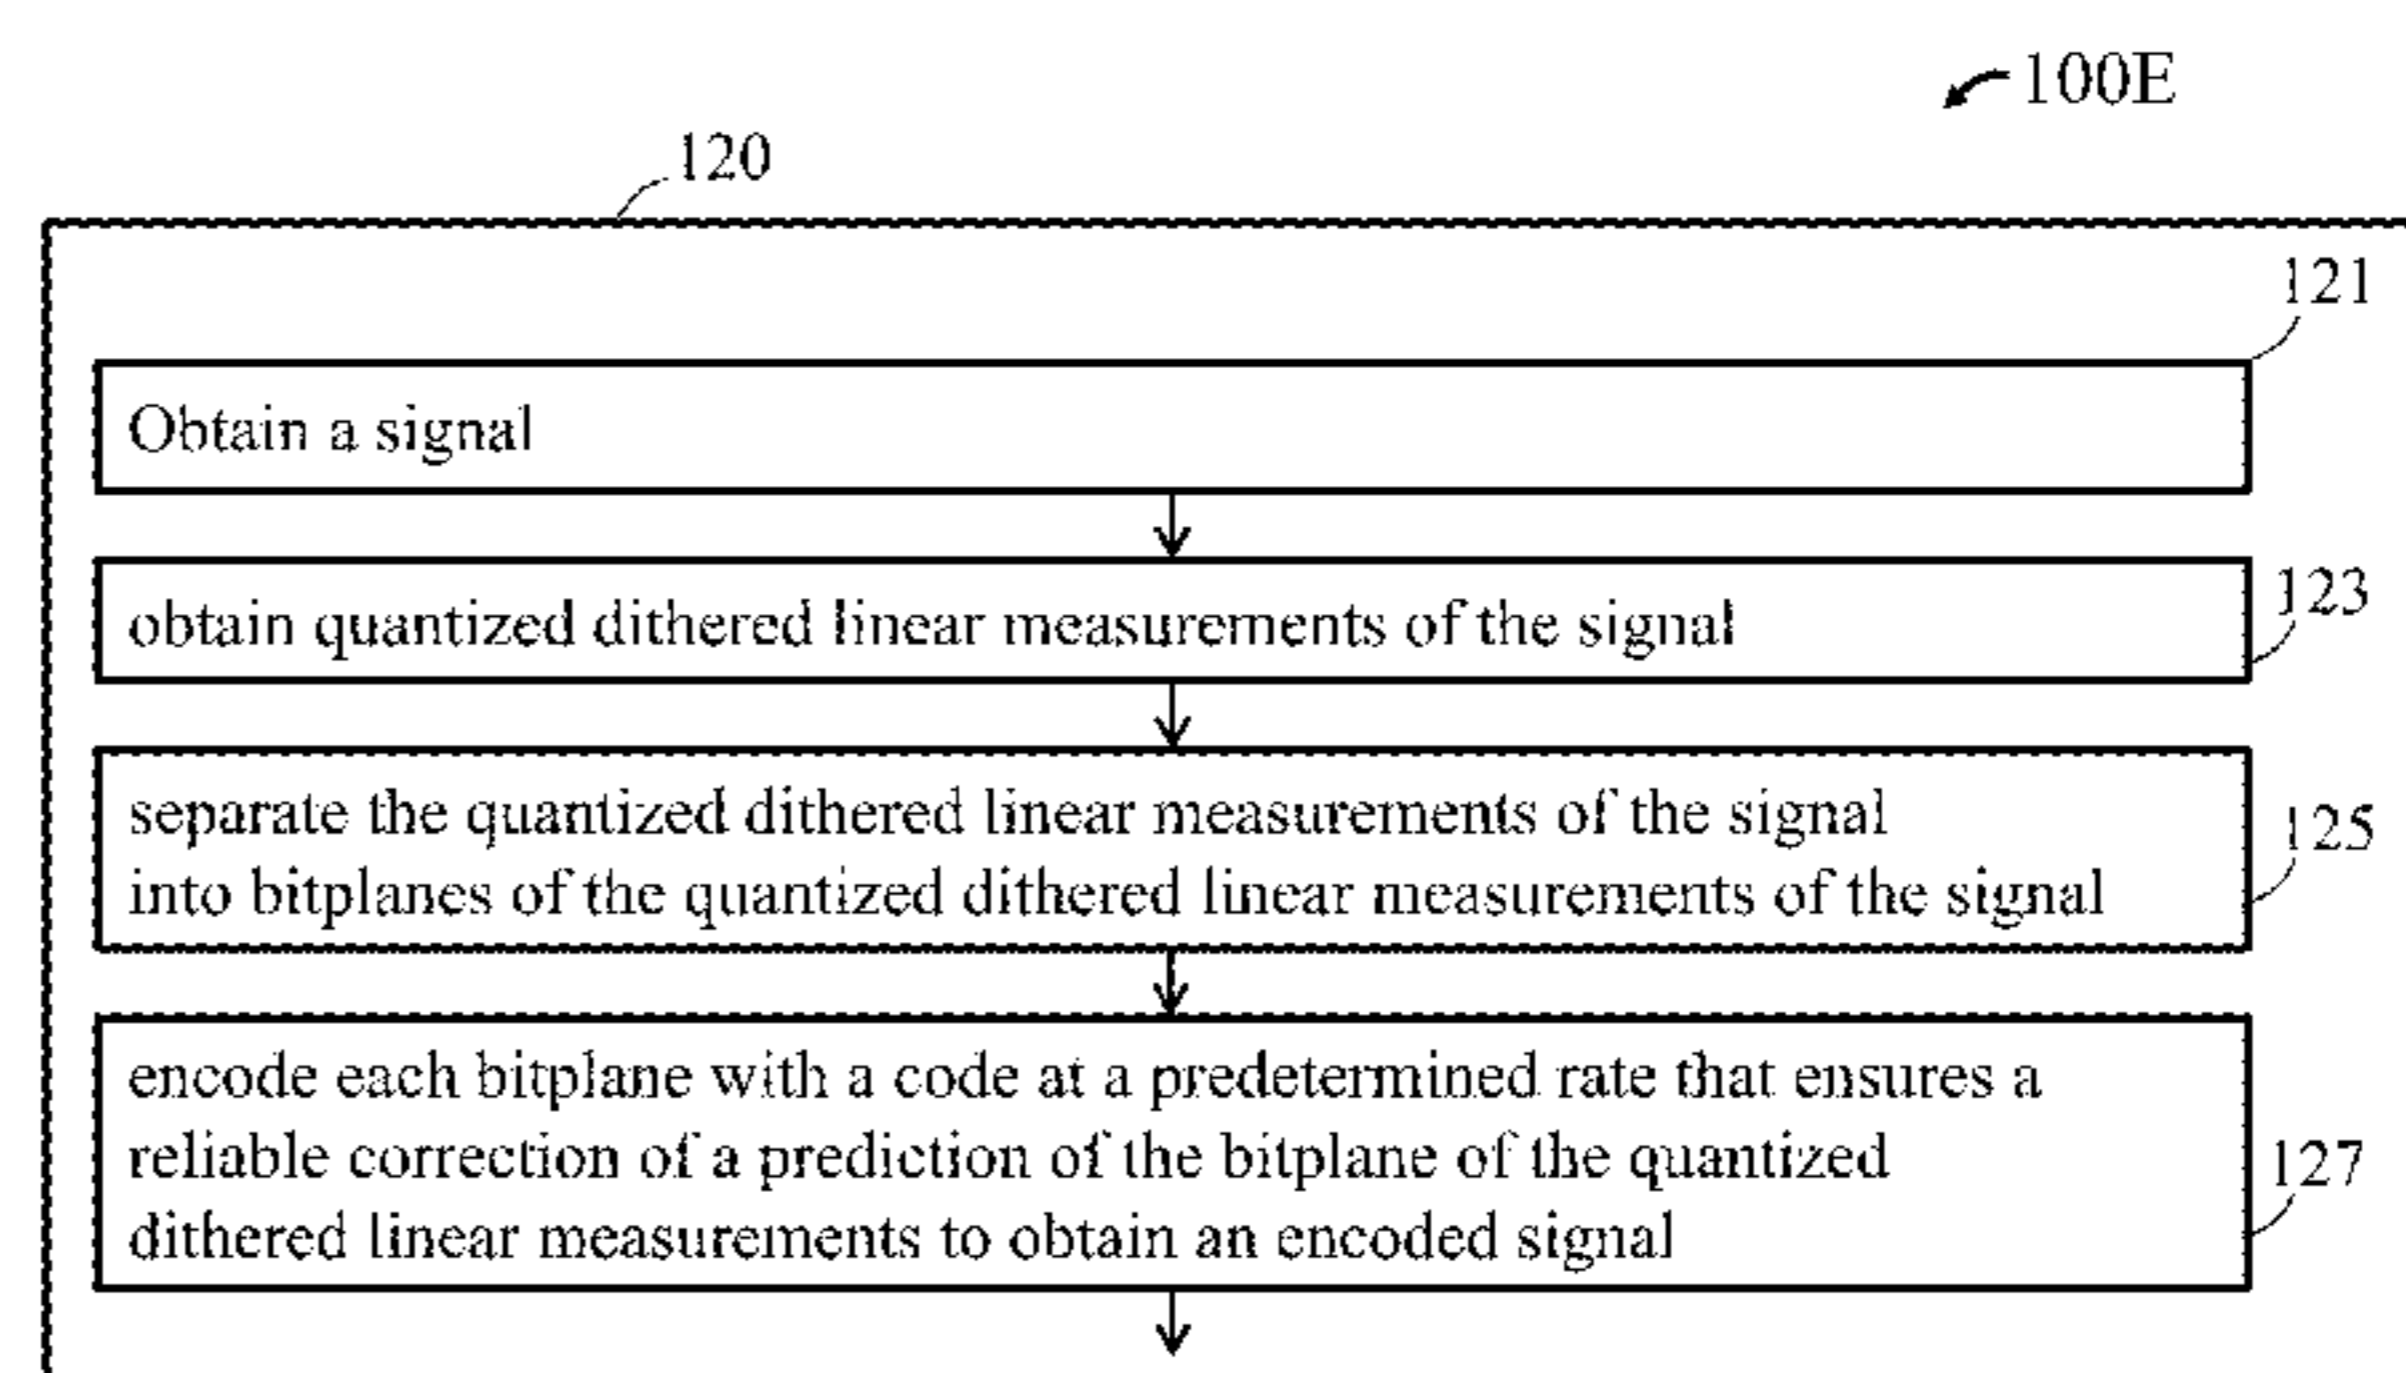 100E
120
121
Obtain a signal
obtain quantized dithered linear measurements of the signal
123
separate the quantized dithered linear measurements of the signal
125
into bitplanes of the quantized dithered linear measurements of the signal
encode each bitplane with a code at a predetermined rate that ensures a
reliable correction of a prediction of the bitplane of the quantized
127
dithered linear measurements to obtain an encoded signal